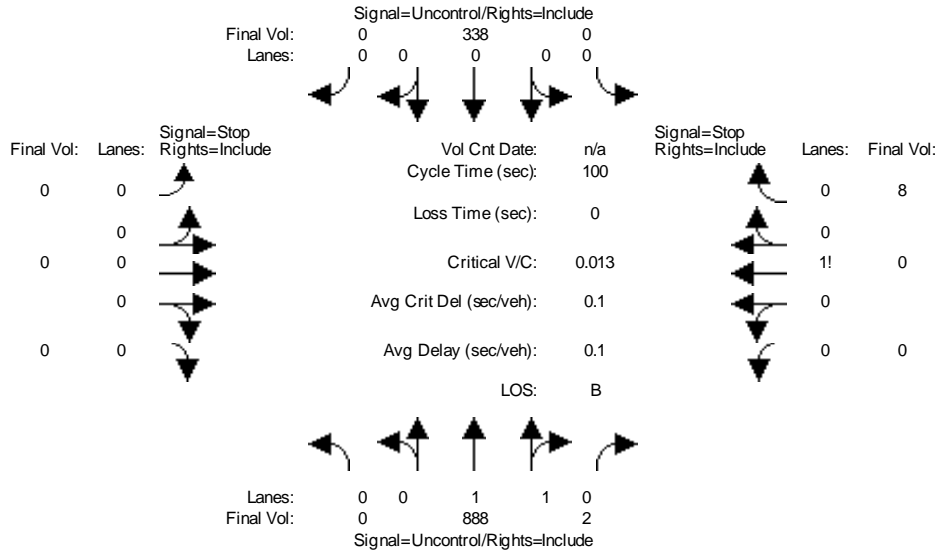 Signal=Uncontrol/Rights=Include
Final Vol: 0 338 0
Lanes: 0 0 0 0 0
Signal=Stop Signal=Stop
Final Vol: Lanes: Rights=Include Vol Cnt Date: n/a Rights=Include Lanes: Final Vol:
Cycle Time (sec): 100
0 0 0 8
Loss Time (sec): 0
0 0
0 0 Critical V/C: 0.013 1! 0
0 Avg Crit Del (sec/veh): 0.1 0
0 0 Avg Delay (sec/veh): 0.1 0 0
LOS: B
Lanes: 0 0 1 1 0
Final Vol: 0 888 2
Signal=Uncontrol/Rights=Include